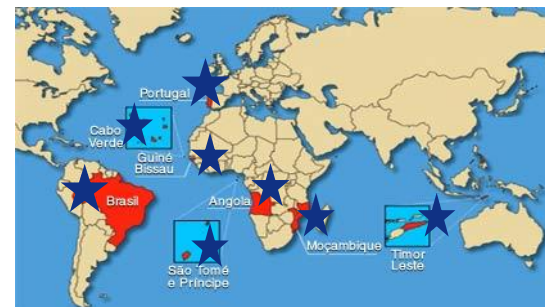 Portugal
Cabo
Verde
Guiné
Bissau
Brasil
Angola
Moçambique
São Tomé
e Príncipe
Timor
Leste